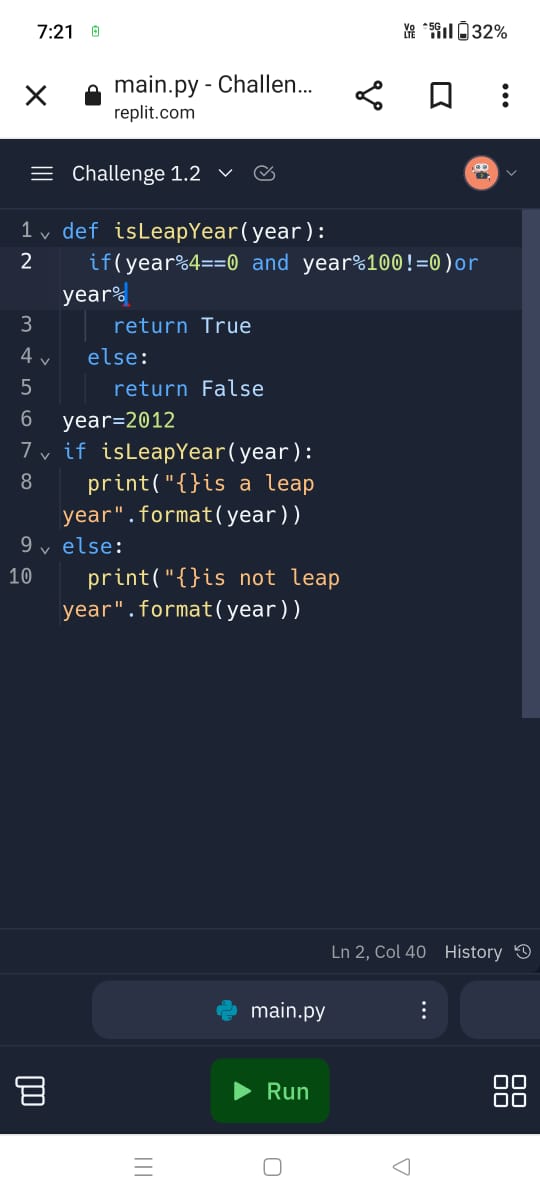 7:21 Vo LTE 5G 32%
main.py - Challen...
replit.com
Challenge 1.2
1 def isLeapYear(year):
2   if(year%4==0 and year%100!=0)or
year%
3     return True
4   else:
5     return False
6 year=2012
7 if isLeapYear(year):
8   print("{}is a leap
year".format(year))
9 else:
10   print("{}is not leap
year".format(year))
Ln 2, Col 40 History
main.py
Run